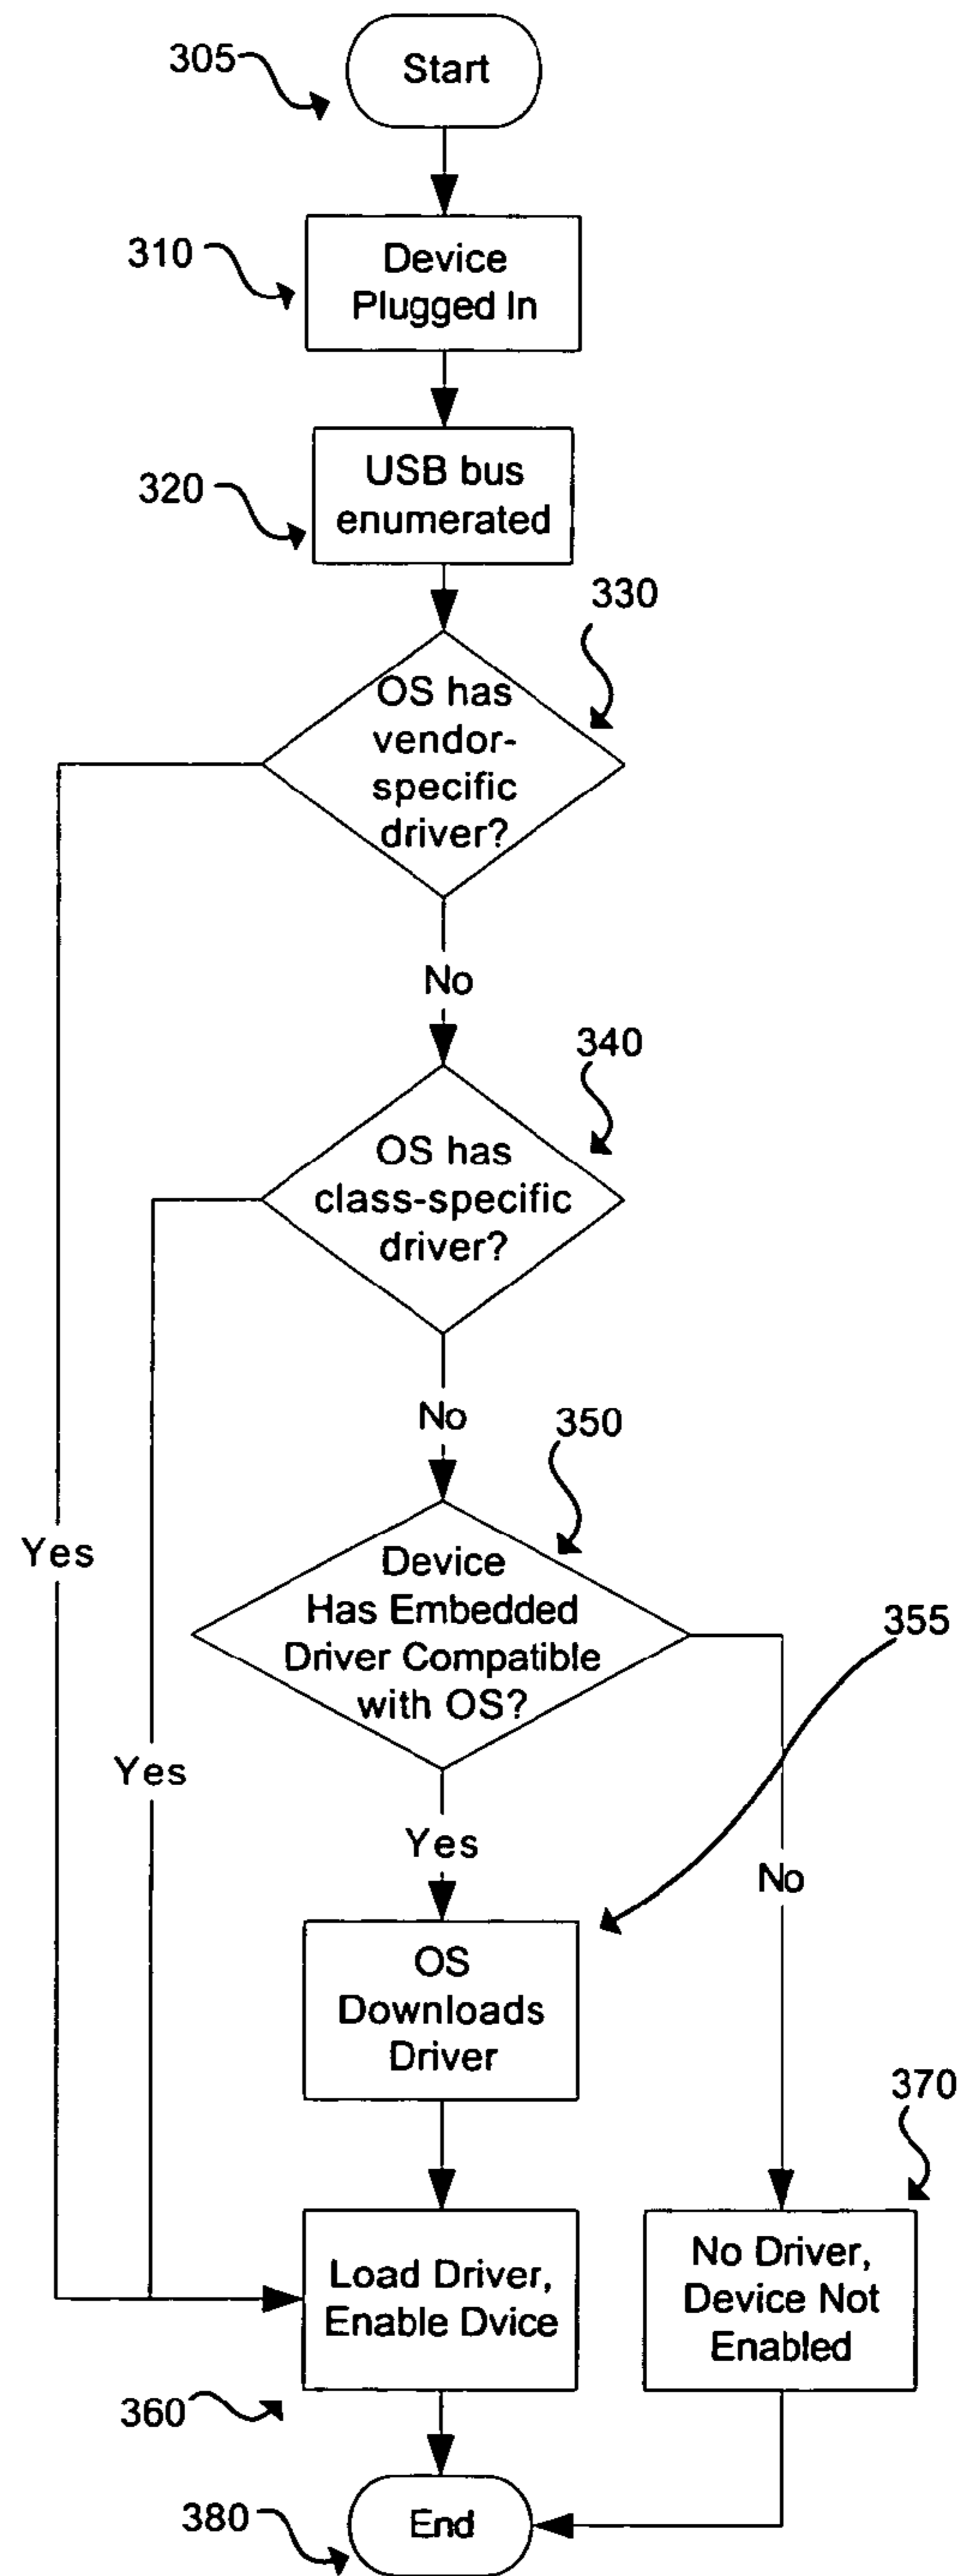 305
Start
310
Device
Plugged In
320
USB bus
enumerated
330
OS has
vendor-
specific
driver?
No
340
OS has
class-specific
driver?
No
350
Yes
Device
Has Embedded
Driver Compatible
with OS?
355
Yes
Yes
No
OS
Downloads
Driver
370
Load Driver,
Enable Dvice
No Driver,
Device Not
Enabled
360
380
End